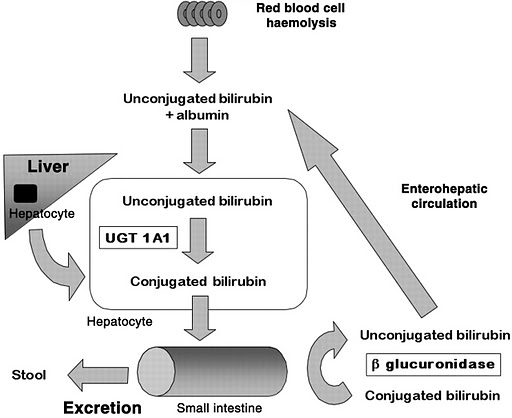 Red blood cell
haemolysis
Unconjugated bilirubin
+ albumin
Liver
Hepatocyte
Unconjugated bilirubin
UGT 1A1
Conjugated bilirubin
Hepatocyte
Enterohepatic
circulation
Unconjugated bilirubin
β glucuronidase
Conjugated bilirubin
Stool
Excretion
Small intestine